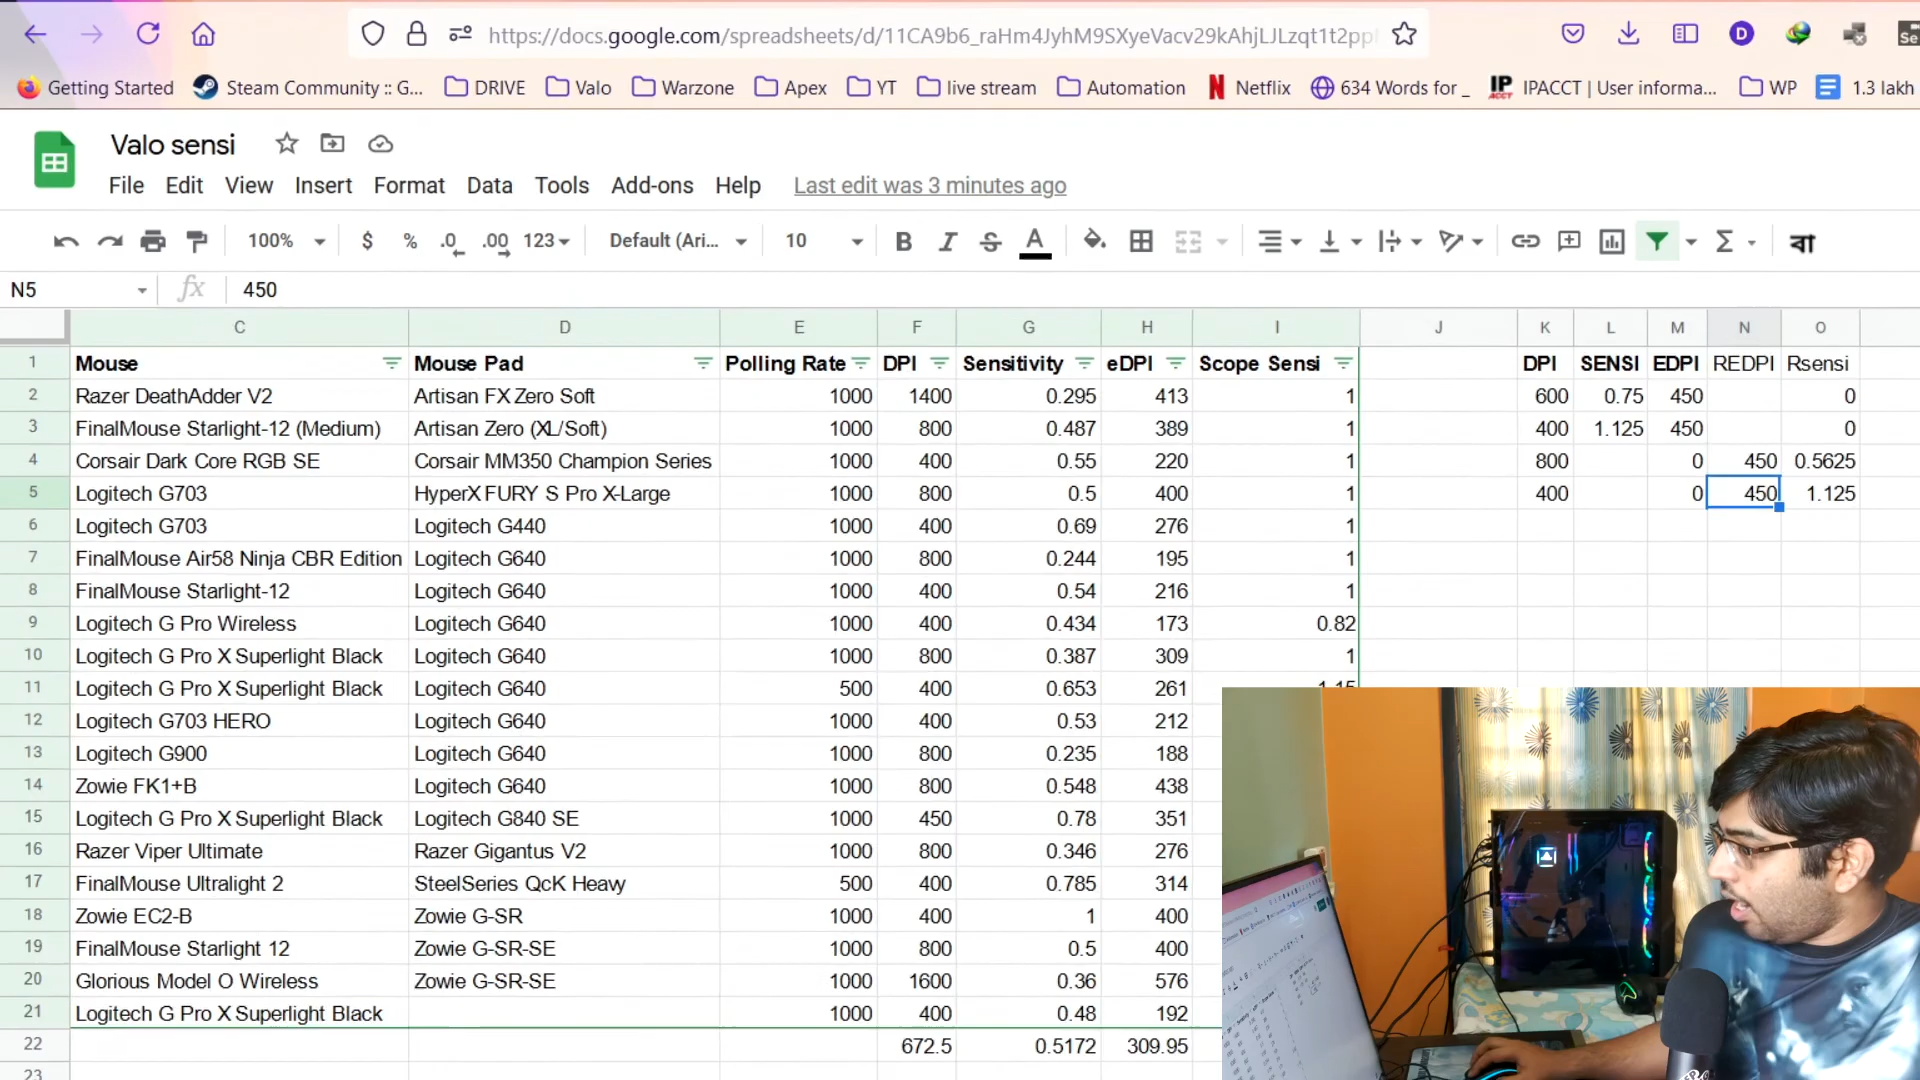 https://docs.google.com/spreadsheets/d/11CA9b6_raHm4JyhM9SXyeVacv29kAhjLJLzqt1t2pp
D
Se
Getting Started Steam Community :: G... DRIVE Valo Warzone Apex YT live stream Automation Netflix 634 Words for _ IPACCT | User informa... WP 1.3 lakh
Valo sensi
File Edit View Insert Format Data Tools Add-ons Help Last edit was 3 minutes ago
100% $ % .0 .00 123 Default (Ari... 10 B I S A Σ বা
N5 fx 450
C D E F G H I J K L M N O
1 Mouse Mouse Pad Polling Rate DPI Sensitivity eDPI Scope Sensi DPI SENSI EDPI REDPI Rsensi
2 Razer DeathAdder V2 Artisan FX Zero Soft 1000 1400 0.295 413 1 600 0.75 450 0
3 FinalMouse Starlight-12 (Medium) Artisan Zero (XL/Soft) 1000 800 0.487 389 1 400 1.125 450 0
4 Corsair Dark Core RGB SE Corsair MM350 Champion Series 1000 400 0.55 220 1 800 0 450 0.5625
5 Logitech G703 HyperX FURY S Pro X-Large 1000 800 0.5 400 1 400 0 450 1.125
6 Logitech G703 Logitech G440 1000 400 0.69 276 1
7 FinalMouse Air58 Ninja CBR Edition Logitech G640 1000 800 0.244 195 1
8 FinalMouse Starlight-12 Logitech G640 1000 400 0.54 216 1
9 Logitech G Pro Wireless Logitech G640 1000 400 0.434 173 0.82
10 Logitech G Pro X Superlight Black Logitech G640 1000 800 0.387 309 1
11 Logitech G Pro X Superlight Black Logitech G640 500 400 0.653 261 1.15
12 Logitech G703 HERO Logitech G640 1000 400 0.53 212
13 Logitech G900 Logitech G640 1000 800 0.235 188
14 Zowie FK1+B Logitech G640 1000 800 0.548 438
15 Logitech G Pro X Superlight Black Logitech G840 SE 1000 450 0.78 351
16 Razer Viper Ultimate Razer Gigantus V2 1000 800 0.346 276
17 FinalMouse Ultralight 2 SteelSeries QcK Heavy 500 400 0.785 314
18 Zowie EC2-B Zowie G-SR 1000 400 1 400
19 FinalMouse Starlight 12 Zowie G-SR-SE 1000 800 0.5 400
20 Glorious Model O Wireless Zowie G-SR-SE 1000 1600 0.36 576
21 Logitech G Pro X Superlight Black 1000 400 0.48 192
22 672.5 0.5172 309.95
23